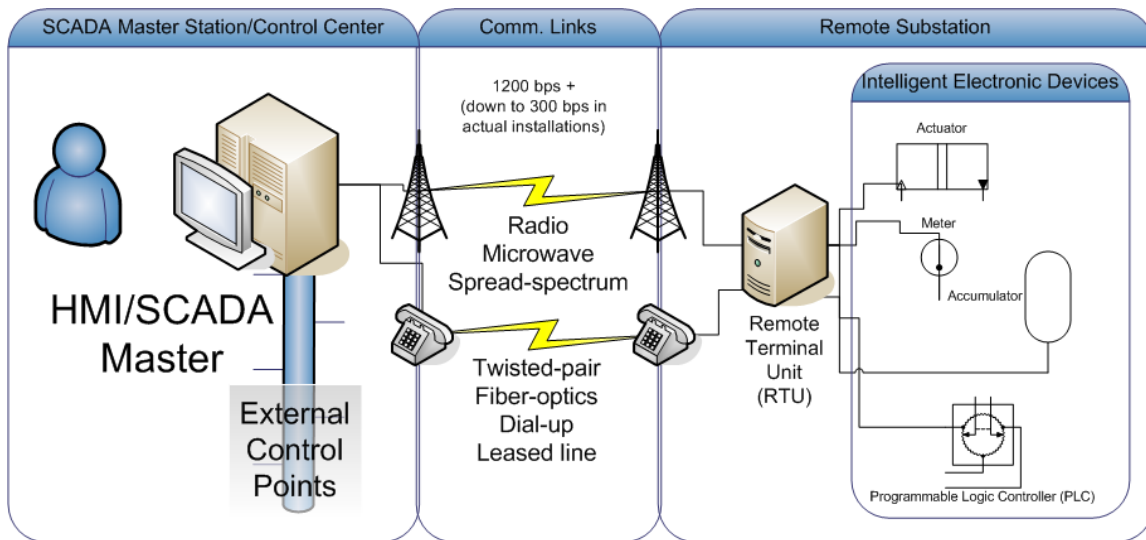 SCADA Master Station/Control Center
Comm. Links
Remote Substation
1200 bps +
(down to 300 bps in
actual installations)
Radio
Microwave
Spread-spectrum
Twisted-pair
Fiber-optics
Dial-up
Leased line
HMI/SCADA
Master
External
Control
Points
Remote
Terminal
Unit
(RTU)
Intelligent Electronic Devices
Actuator
Meter
Accumulator
Programmable Logic Controller (PLC)